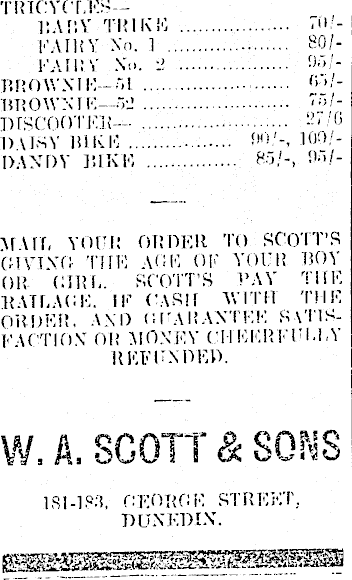 TRICYCLES—
BABY TRIKE .................. 70/-
FAIRY No. 1 .................. 80/-
FAIRY No. 2 .................. 95/-
BROWNIE—51 .................. 65/-
BROWNIE—52 .................. 75/-
DISCOOTER— .................. 27/6
DAISY BIKE .................. 90/-, 100/-
DANDY BIKE ................ 85/-, 95/-
MAIL YOUR ORDER TO SCOTT'S
GIVING THE AGE OF YOUR BOY
OR GIRL. SCOTT'S PAY THE
RAILAGE, IF CASH WITH THE
ORDER, AND GUARANTEE SATIS-
FACTION OR MONEY CHEERFULLY
REFUNDED.
W. A. SCOTT & SONS
181-183, GEORGE STREET,
DUNEDIN.